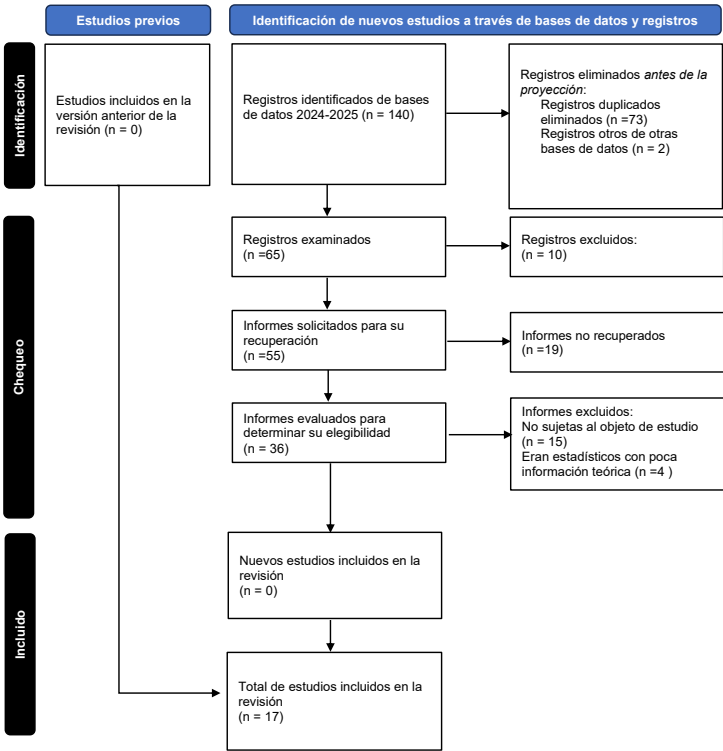 Estudios previos
Identificación de nuevos estudios a través de bases de datos y registros
Identificación
Estudios incluidos en la
versión anterior de la
revisión (n = 0)
Registros identificados de bases
de datos 2024-2025 (n = 140)
Registros eliminados antes de la
proyección:
Registros duplicados
eliminados (n =73)
Registros otros de otras
bases de datos (n = 2)
Chequeo
Registros examinados
(n =65)
Registros excluidos:
(n = 10)
Informes solicitados para su
recuperación
(n =55)
Informes no recuperados
(n =19)
Informes evaluados para
determinar su elegibilidad
(n = 36)
Informes excluidos:
No sujetas al objeto de estudio
(n = 15)
Eran estadísticos con poca
información teórica (n =4 )
Incluido
Nuevos estudios incluidos en la
revisión
(n = 0)
Total de estudios incluidos en la
revisión
(n = 17)